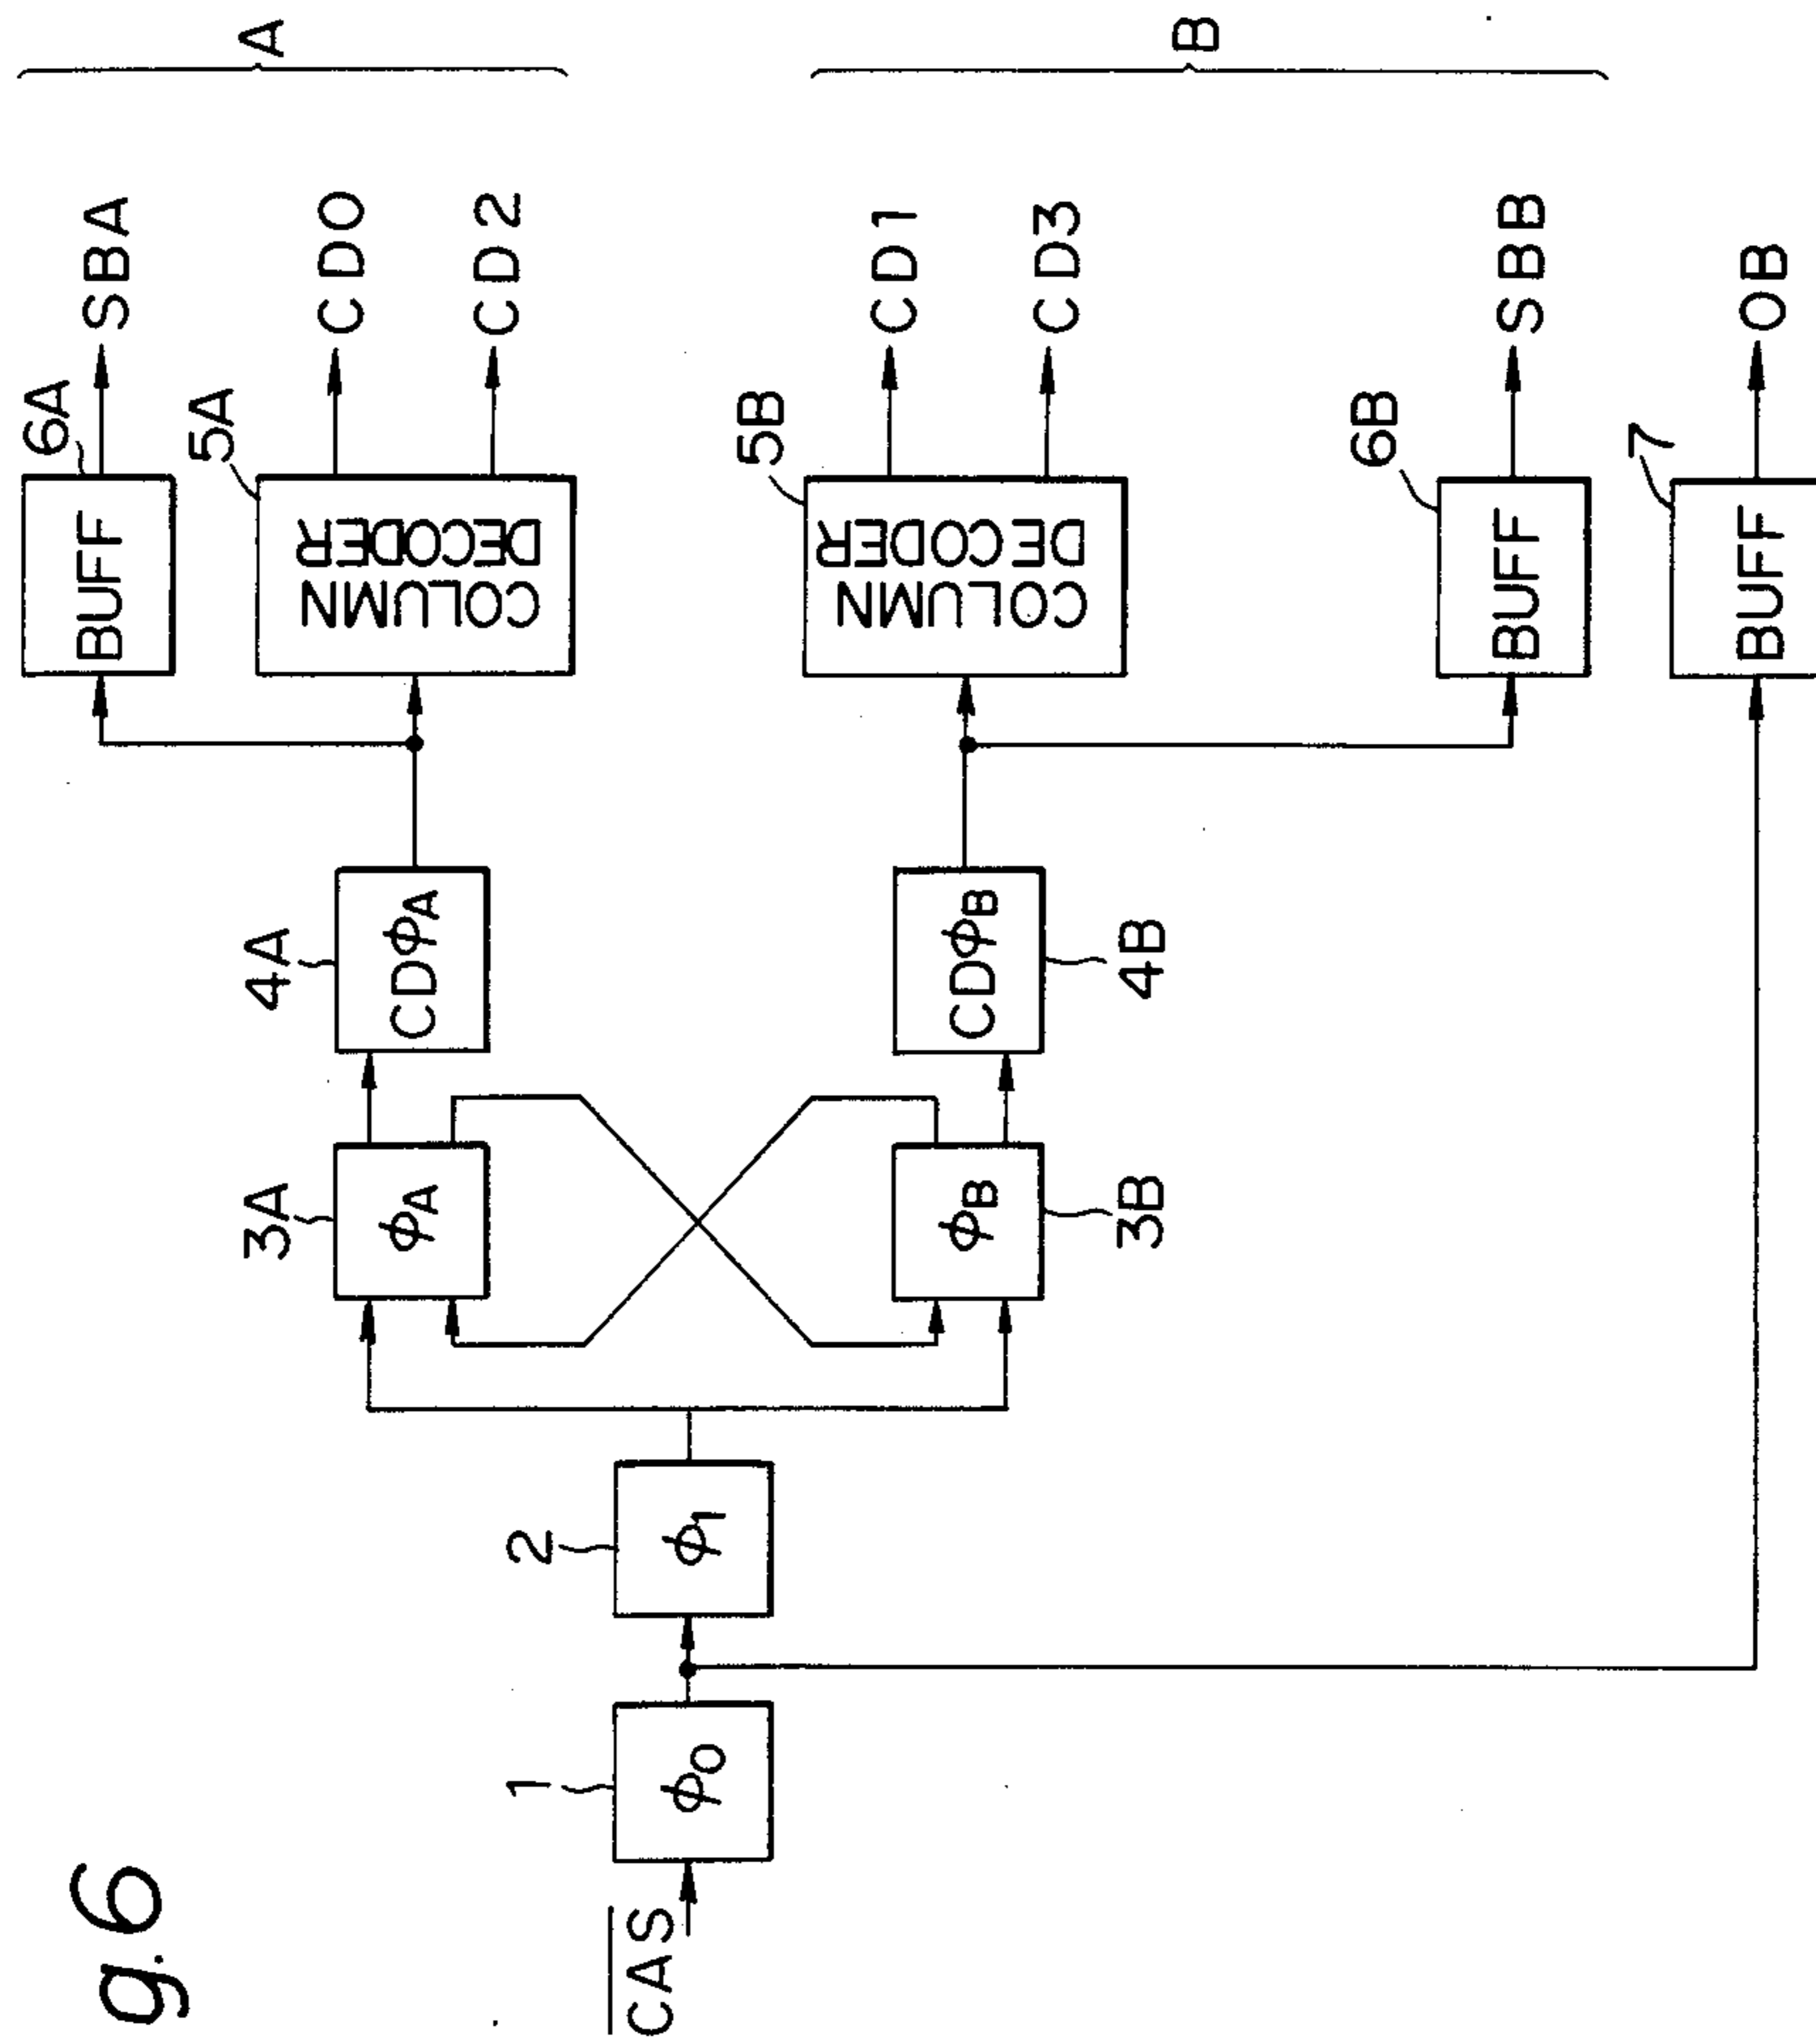 g.6
CAS
1
φ0
2
φ1
3A
φA
3B
φB
4A
CDφA
4B
CDφB
6A
BUFF
SBA
5A
COLUMN
DECODER
CD0
CD2
A
5B
COLUMN
DECODER
CD1
CD3
6B
BUFF
SBB
B
7
BUFF
OB